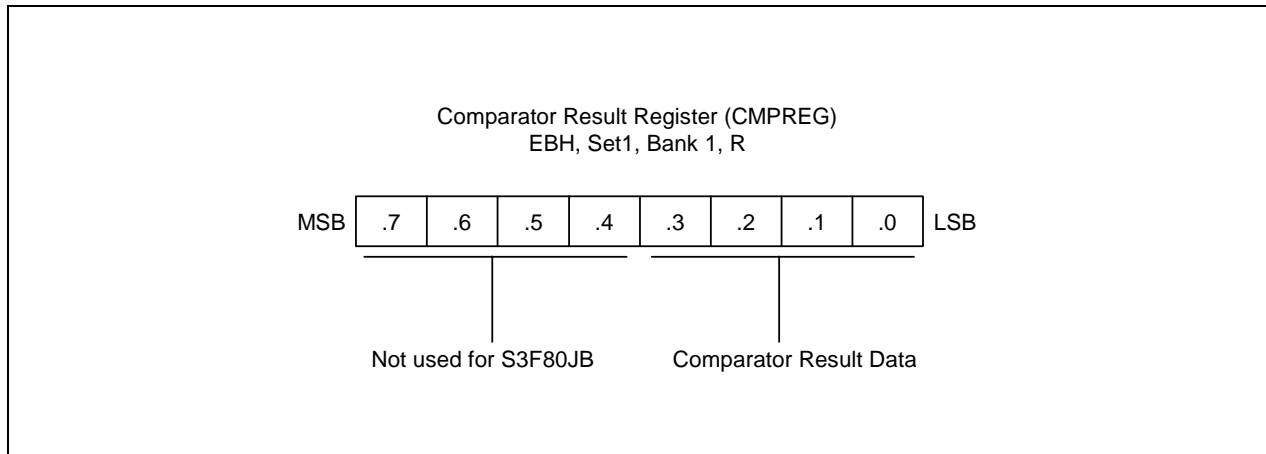 Comparator Result Register (CMPREG)
EBH, Set1, Bank 1, R
MSB .7 .6 .5 .4 .3 .2 .1 .0 LSB
Not used for S3F80JB Comparator Result Data